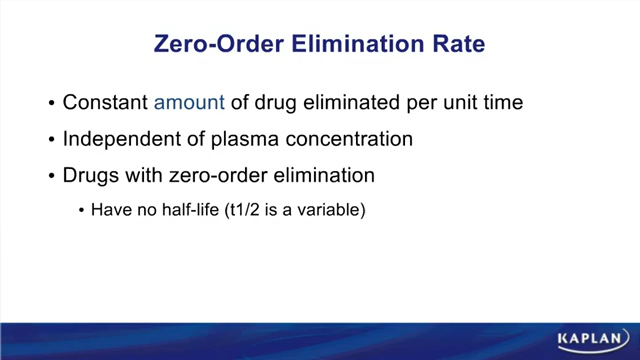 Zero-Order Elimination Rate
• Constant amount of drug eliminated per unit time
• Independent of plasma concentration
• Drugs with zero-order elimination
• Have no half-life (t1/2 is a variable)
KAPLAN